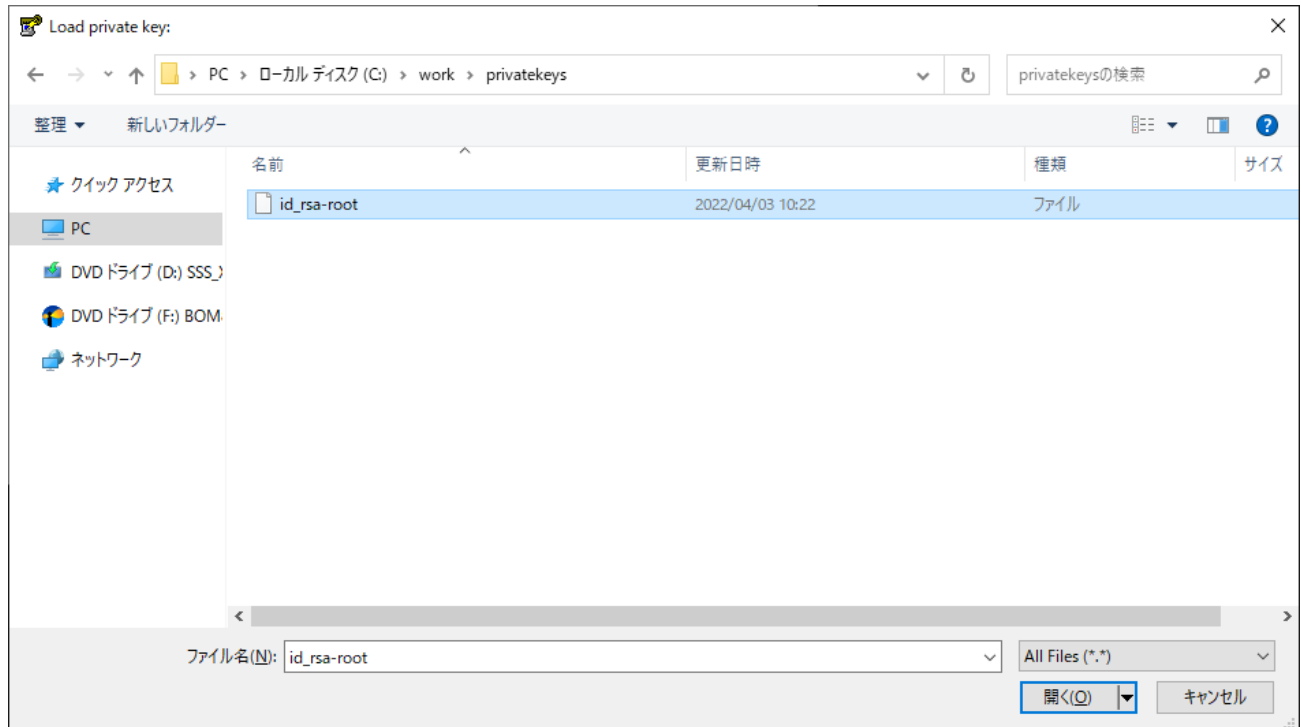 Load private key:
PC > ローカル ディスク (C:) > work > privatekeys
privatekeysの検索
整理
新しいフォルダー
名前 更新日時 種類 サイズ
クイック アクセス
id_rsa-root 2022/04/03 10:22 ファイル
PC
DVD ドライブ (D:) SSS_
DVD ドライブ (F:) BOM
ネットワーク
ファイル名(N): id_rsa-root
All Files (*.*)
開く(O)
キャンセル